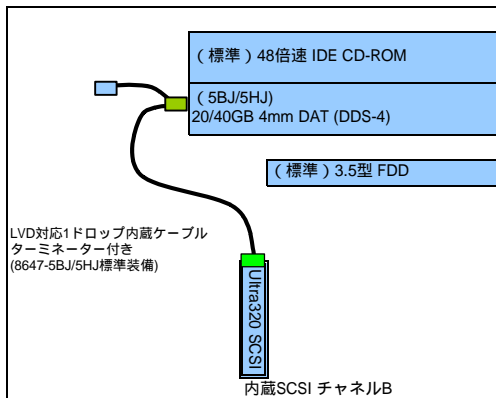 (標準) 48倍速 IDE CD-ROM
(5BJ/5HJ)
20/40GB 4mm DAT (DDS-4)
(標準) 3.5型 FDD
LVD対応1ドロップ内蔵ケーブル
ターミネーター付き
(8647-5BJ/5HJ標準装備)
Ultra320 SCSI
内蔵SCSI チャネルB